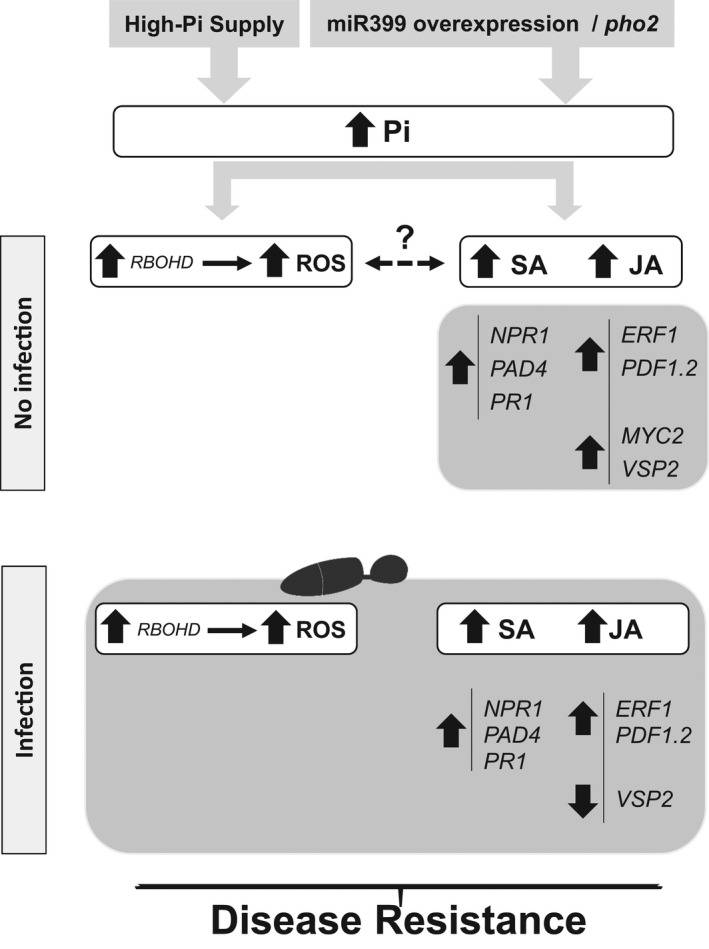 High-Pi Supply
miR399 overexpression / pho2
Pi
No infection
RBOHD
ROS
?
SA
JA
NPR1
PAD4
PR1
ERF1
PDF1.2
MYC2
VSP2
Infection
RBOHD
ROS
SA
JA
NPR1
PAD4
PR1
ERF1
PDF1.2
VSP2
Disease Resistance